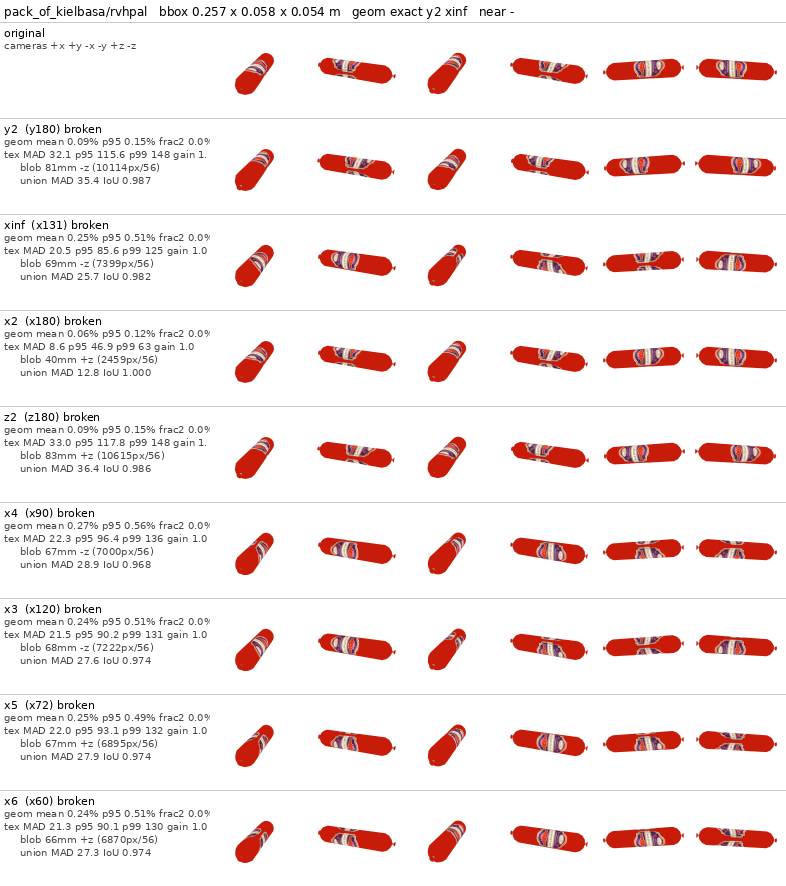 pack_of_kielbasa/rvhpal bbox 0.257 x 0.058 x 0.054 m geom exact y2 xinf near -
original
cameras +x +y -x -y +z -z
y2 (y180) broken
geom mean 0.09% p95 0.15% frac2 0.0%
tex MAD 32.1 p95 115.6 p99 148 gain 1.
blob 81mm -z (10114px/56)
union MAD 35.4 IoU 0.987
xinf (x131) broken
geom mean 0.25% p95 0.51% frac2 0.0%
tex MAD 20.5 p95 85.6 p99 125 gain 1.0
blob 69mm -z (7399px/56)
union MAD 25.7 IoU 0.982
x2 (x180) broken
geom mean 0.06% p95 0.12% frac2 0.0%
tex MAD 8.6 p95 46.9 p99 63 gain 1.0
blob 40mm +z (2459px/56)
union MAD 12.8 IoU 1.000
z2 (z180) broken
geom mean 0.09% p95 0.15% frac2 0.0%
tex MAD 33.0 p95 117.8 p99 148 gain 1.
blob 83mm +z (10615px/56)
union MAD 36.4 IoU 0.986
x4 (x90) broken
geom mean 0.27% p95 0.56% frac2 0.0%
tex MAD 22.3 p95 96.4 p99 136 gain 1.0
blob 67mm -z (7000px/56)
union MAD 28.9 IoU 0.968
x3 (x120) broken
geom mean 0.24% p95 0.51% frac2 0.0%
tex MAD 21.5 p95 90.2 p99 131 gain 1.0
blob 68mm -z (7222px/56)
union MAD 27.6 IoU 0.974
x5 (x72) broken
geom mean 0.25% p95 0.49% frac2 0.0%
tex MAD 22.0 p95 93.1 p99 132 gain 1.0
blob 67mm +z (6895px/56)
union MAD 27.9 IoU 0.974
x6 (x60) broken
geom mean 0.24% p95 0.51% frac2 0.0%
tex MAD 21.3 p95 90.1 p99 130 gain 1.0
blob 66mm +z (6870px/56)
union MAD 27.3 IoU 0.974